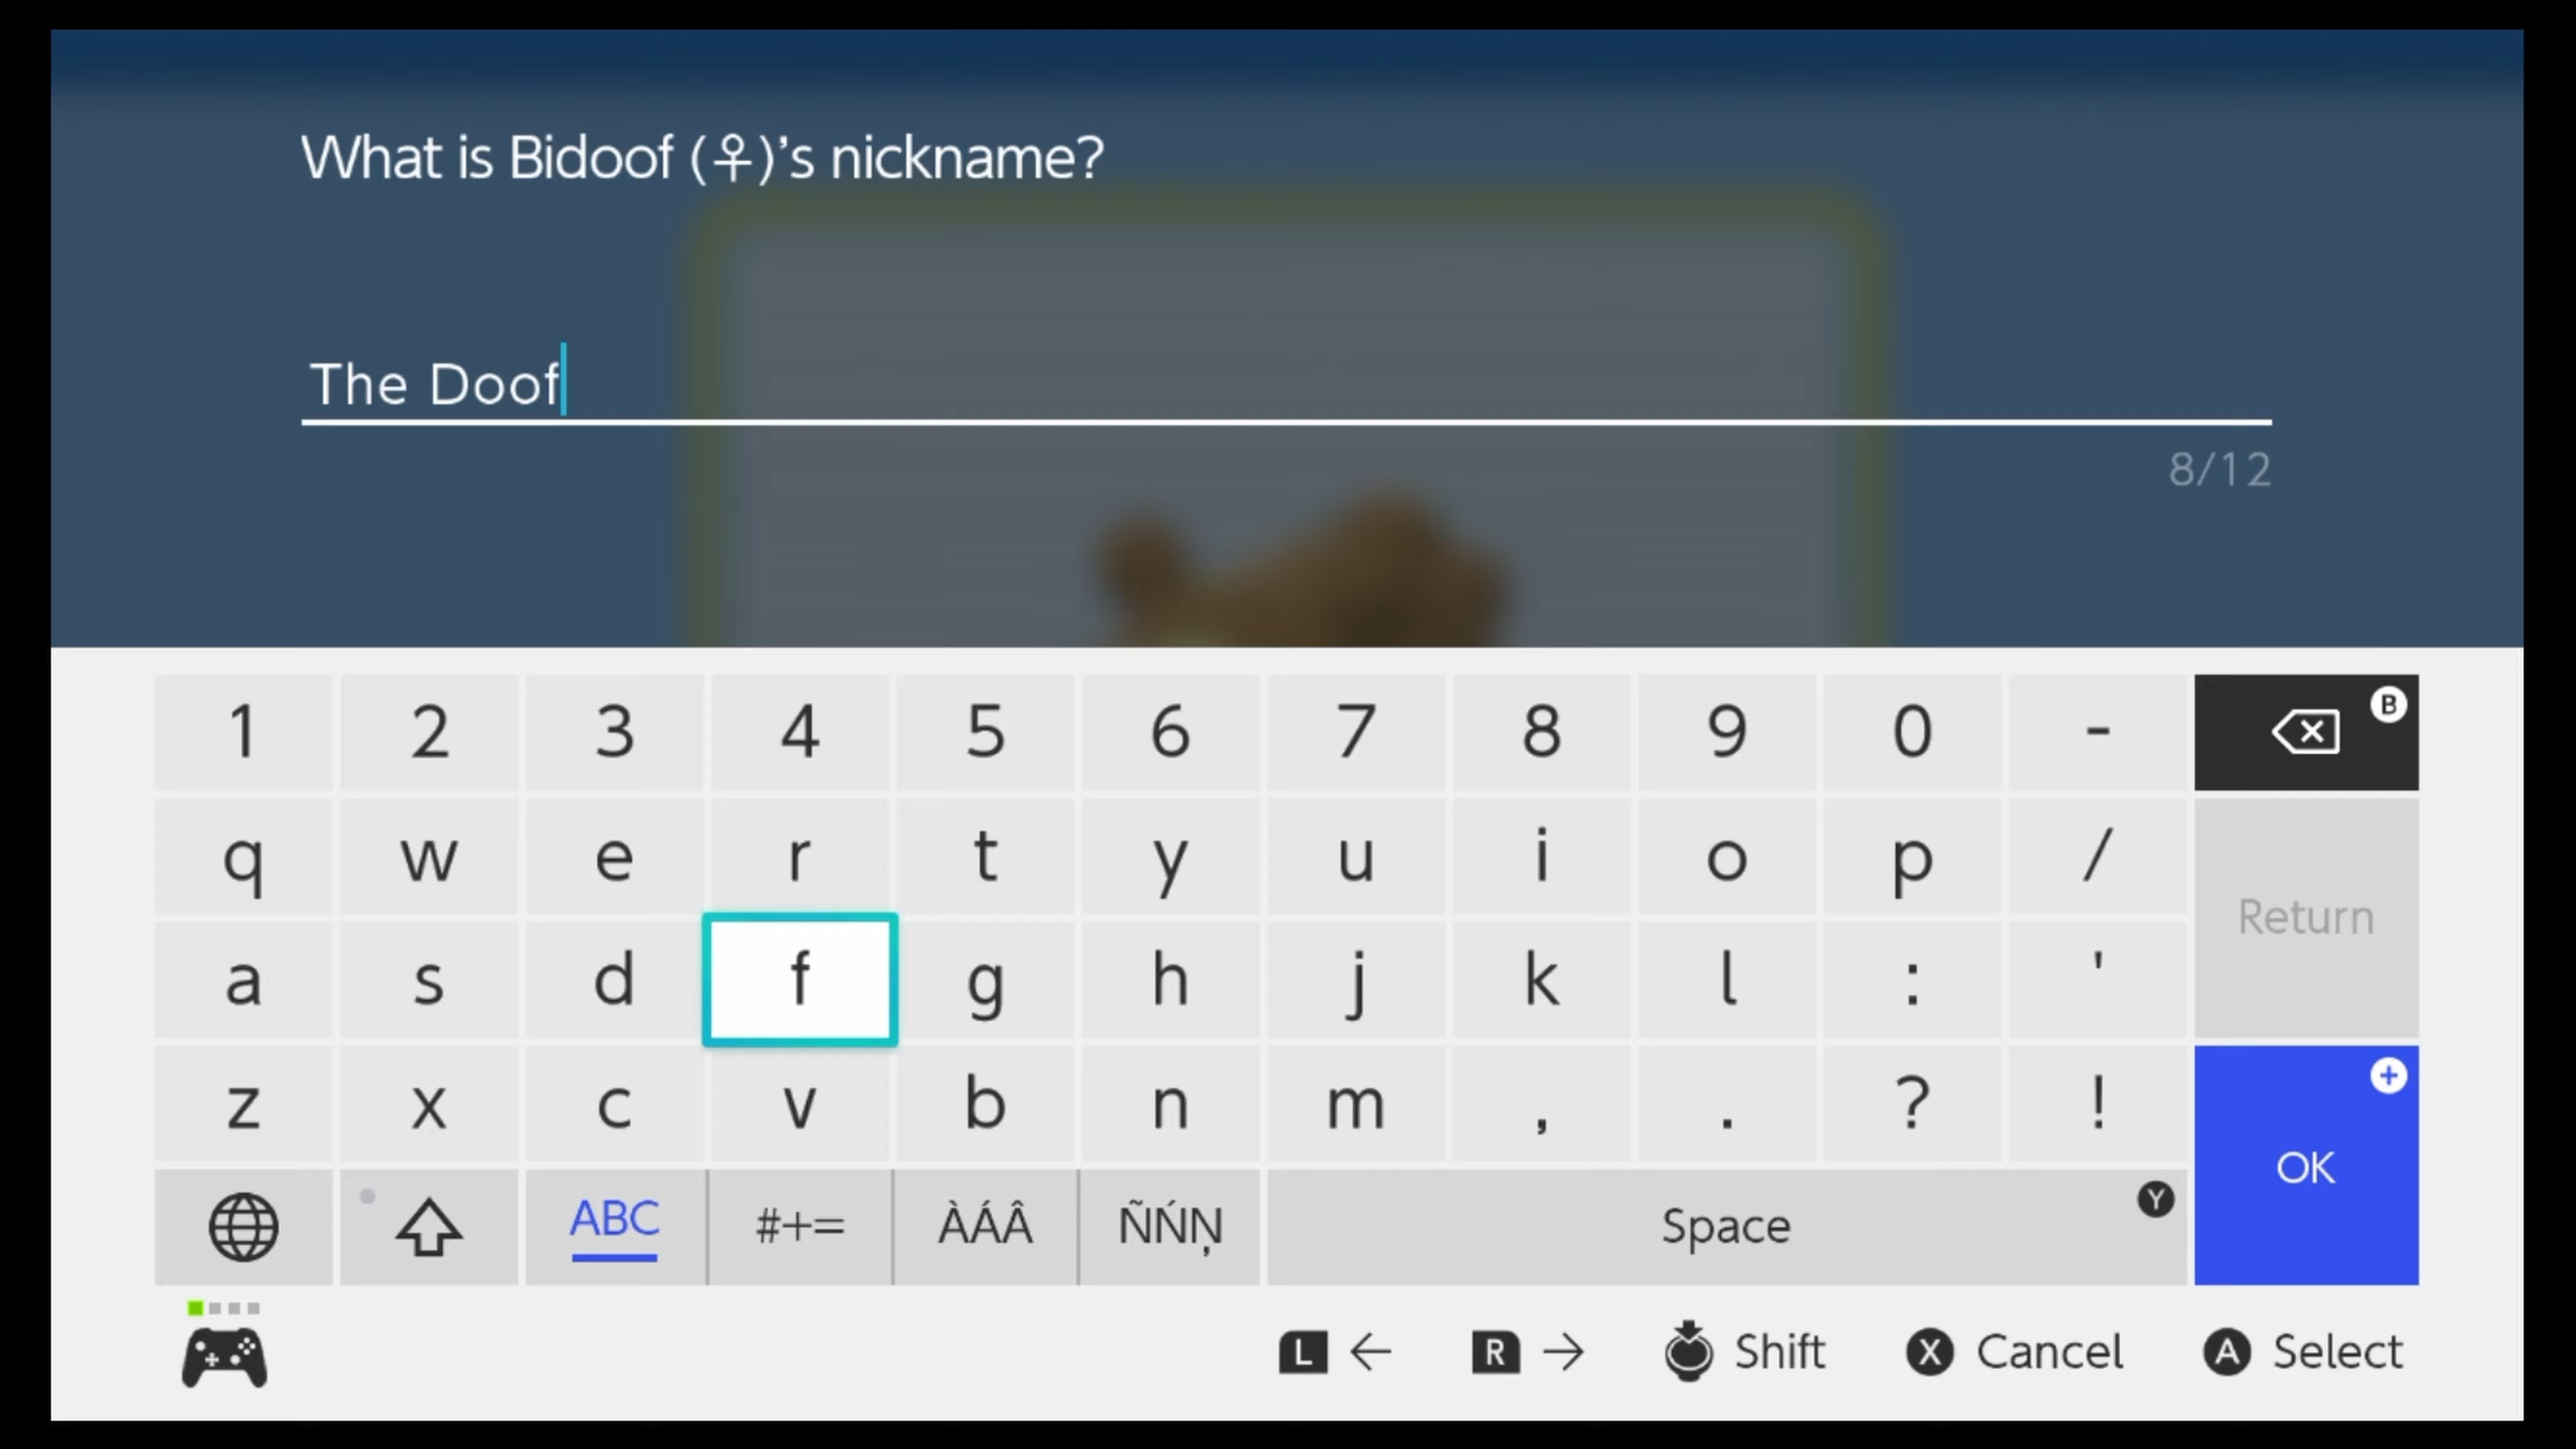 What is Bidoof (♀)'s nickname?
The Doof
8/12
1 2 3 4 5 6 7 8 9 0 - B
q w e r t y u i o p /
Return
a s d f g h j k l : '
z x c v b n m , . ? ! +
OK
ABC #+= ÀÁÂ ÑŃŅ Space Y
L ← R → Shift X Cancel A Select